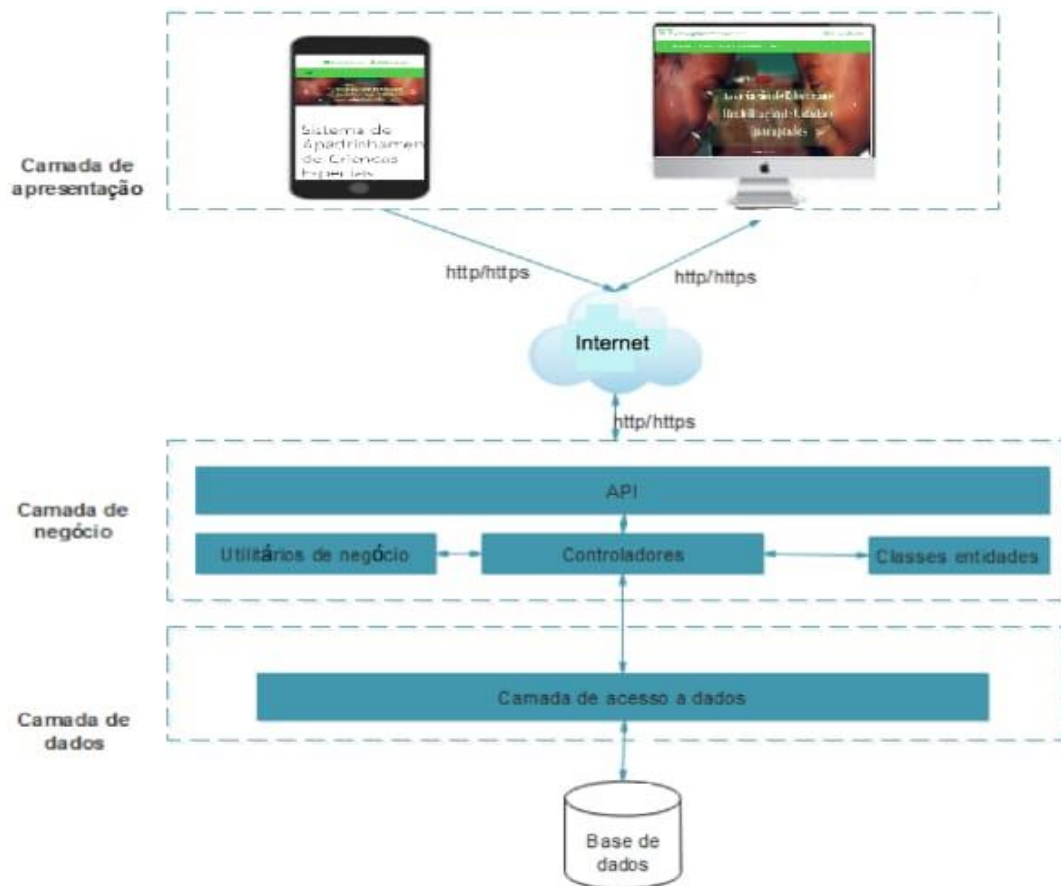 Sistema de
Apadrinhamen
de Crianças
Especiais
Camada de
apresentação
http/https
http/https
Internet
http/https
Camada de
negócio
API
Utilitários de negócio
Controladores
Classes entidades
Camada de acesso a dados
Camada de
dados
Base de
dados